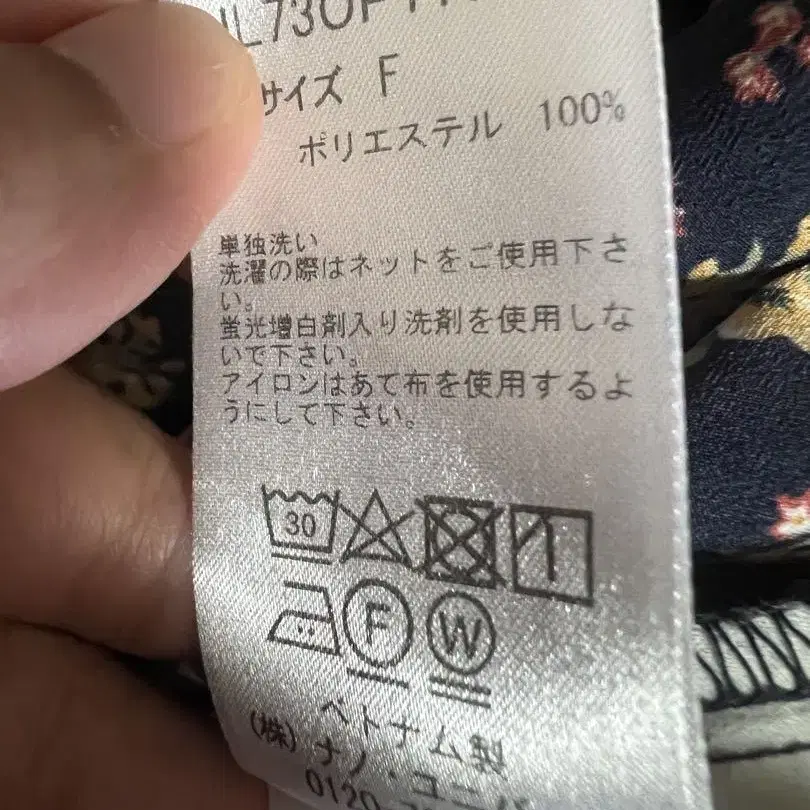 サイズ F
ポリエステル 100%
単独洗い
洗濯の際はネットをご使用下さ
い。
蛍光増白剤入り洗剤を使用しな
いで下さい。
アイロンはあて布を使用するよ
うにして下さい。
30
F W
ベトナム製
(株)ナノ・ユニバ
0120